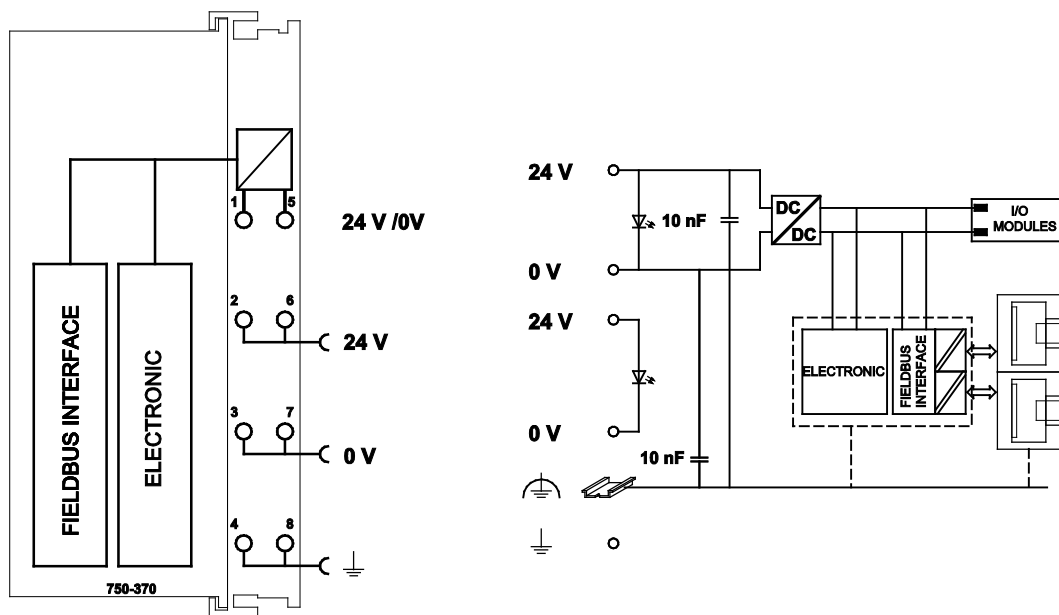 1
5
24 V /0V
2
6
24 V
3
7
0 V
4
8
FIELDBUS INTERFACE
ELECTRONIC
750-370
24 V
10 nF
0 V
24 V
0 V
10 nF
DC
DC
I/O
MODULES
ELECTRONIC
FIELDBUS
INTERFACE